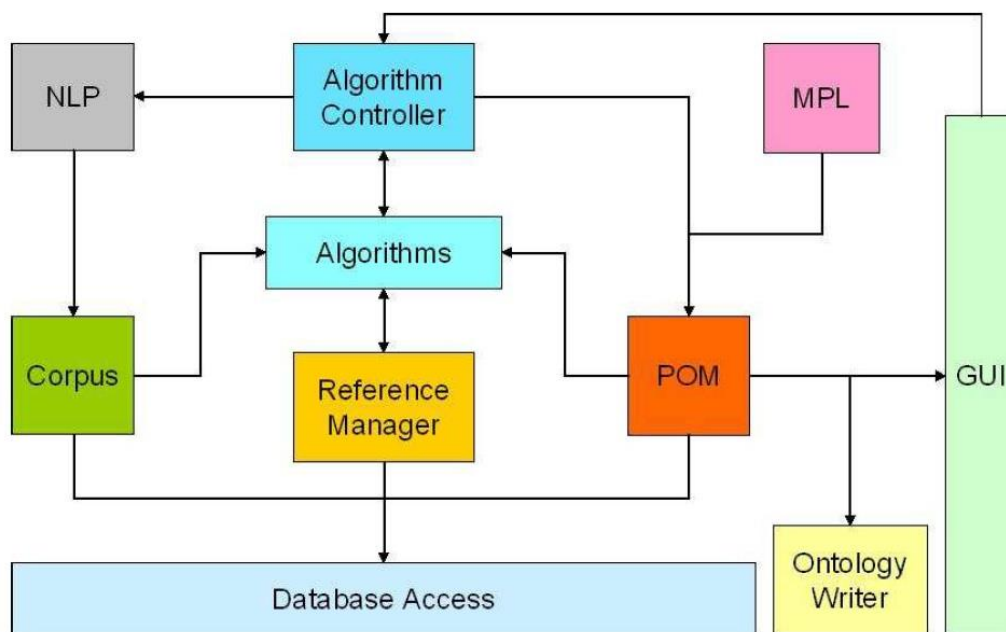 NLP
Algorithm
Controller
MPL
Algorithms
Corpus
Reference
Manager
POM
GUI
Ontology
Writer
Database Access